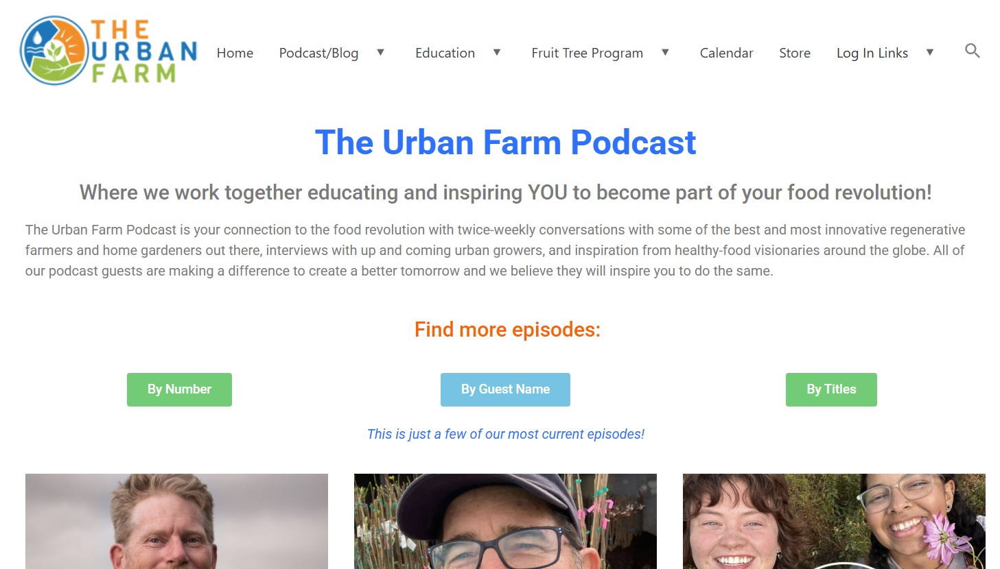 THE
URBAN
FARM
Home Podcast/Blog ▼ Education ▼ Fruit Tree Program ▼ Calendar Store Log In Links ▼
The Urban Farm Podcast
Where we work together educating and inspiring YOU to become part of your food revolution!
The Urban Farm Podcast is your connection to the food revolution with twice-weekly conversations with some of the best and most innovative regenerative
farmers and home gardeners out there, interviews with up and coming urban growers, and inspiration from healthy-food visionaries around the globe. All of
our podcast guests are making a difference to create a better tomorrow and we believe they will inspire you to do the same.
Find more episodes:
By Number By Guest Name By Titles
This is just a few of our most current episodes!